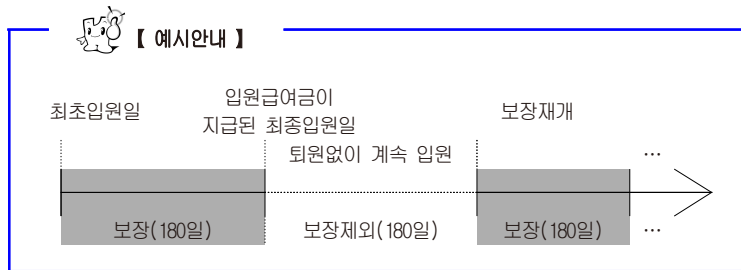 【 예시안내 】
최초입원일
입원급여금이
지급된 최종입원일
보장재개
퇴원없이 계속 입원
…
보장(180일)
보장제외(180일)
보장(180일)
…